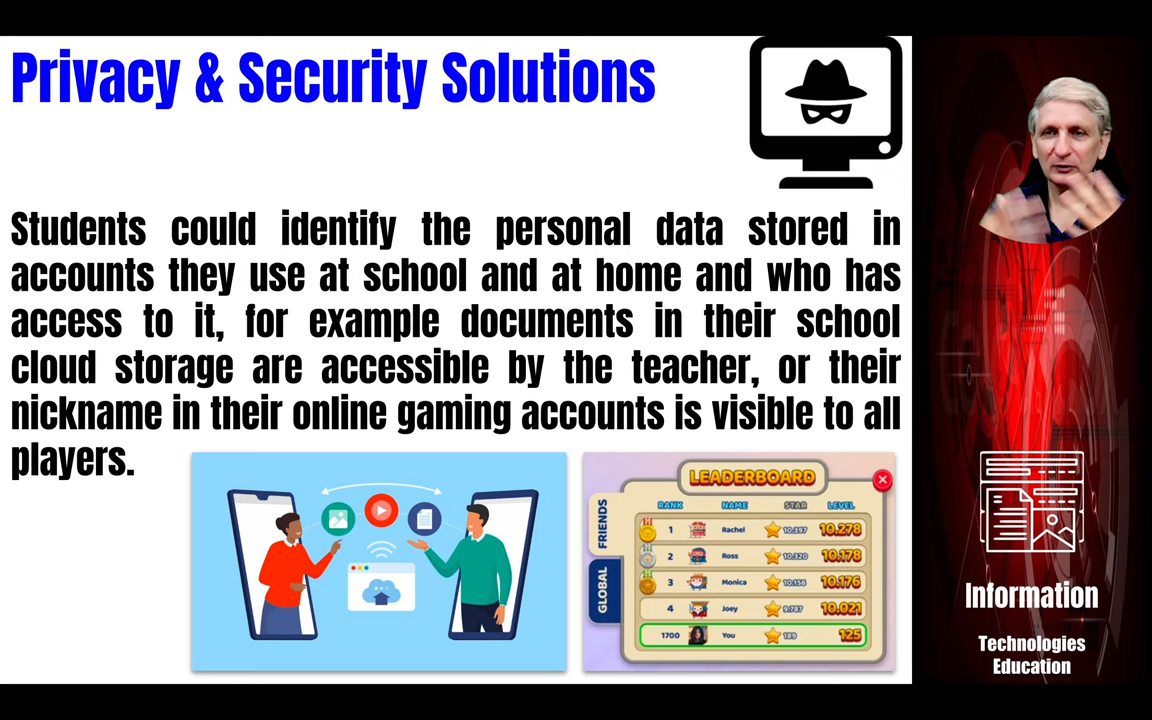 Privacy & Security Solutions
Students could identify the personal data stored in
accounts they use at school and at home and who has
access to it, for example documents in their school
cloud storage are accessible by the teacher, or their
nickname in their online gaming accounts is visible to all
players.
LEADERBOARD
RANK NAME STAR LEVEL
FRIENDS
GLOBAL
1 Rachel 10.397 10.278
2 Ross 10.320 10.178
3 Monica 10.156 10.176
4 Joey 9.787 10.021
1700 You 189 125
Information
Technologies
Education